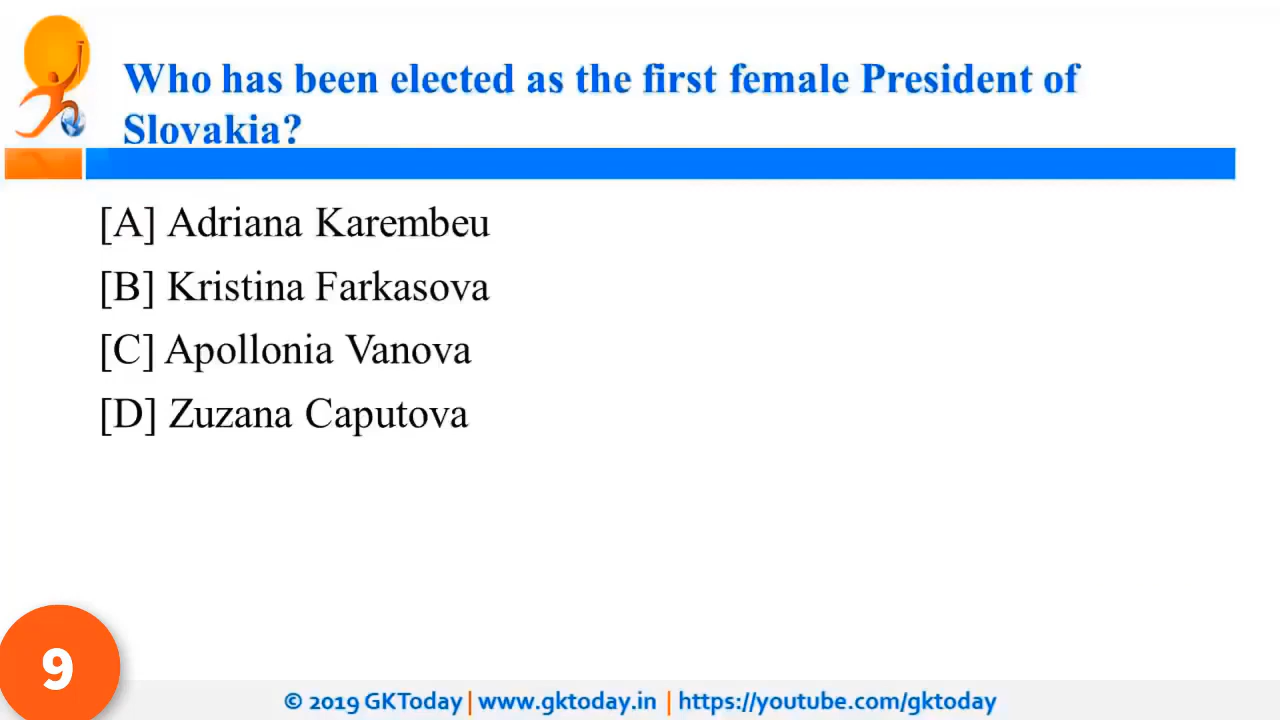 Who has been elected as the first female President of
Slovakia?
[A] Adriana Karembeu
[B] Kristina Farkasova
[C] Apollonia Vanova
[D] Zuzana Caputova
9
© 2019 GKToday | www.gktoday.in | https://youtube.com/gktoday